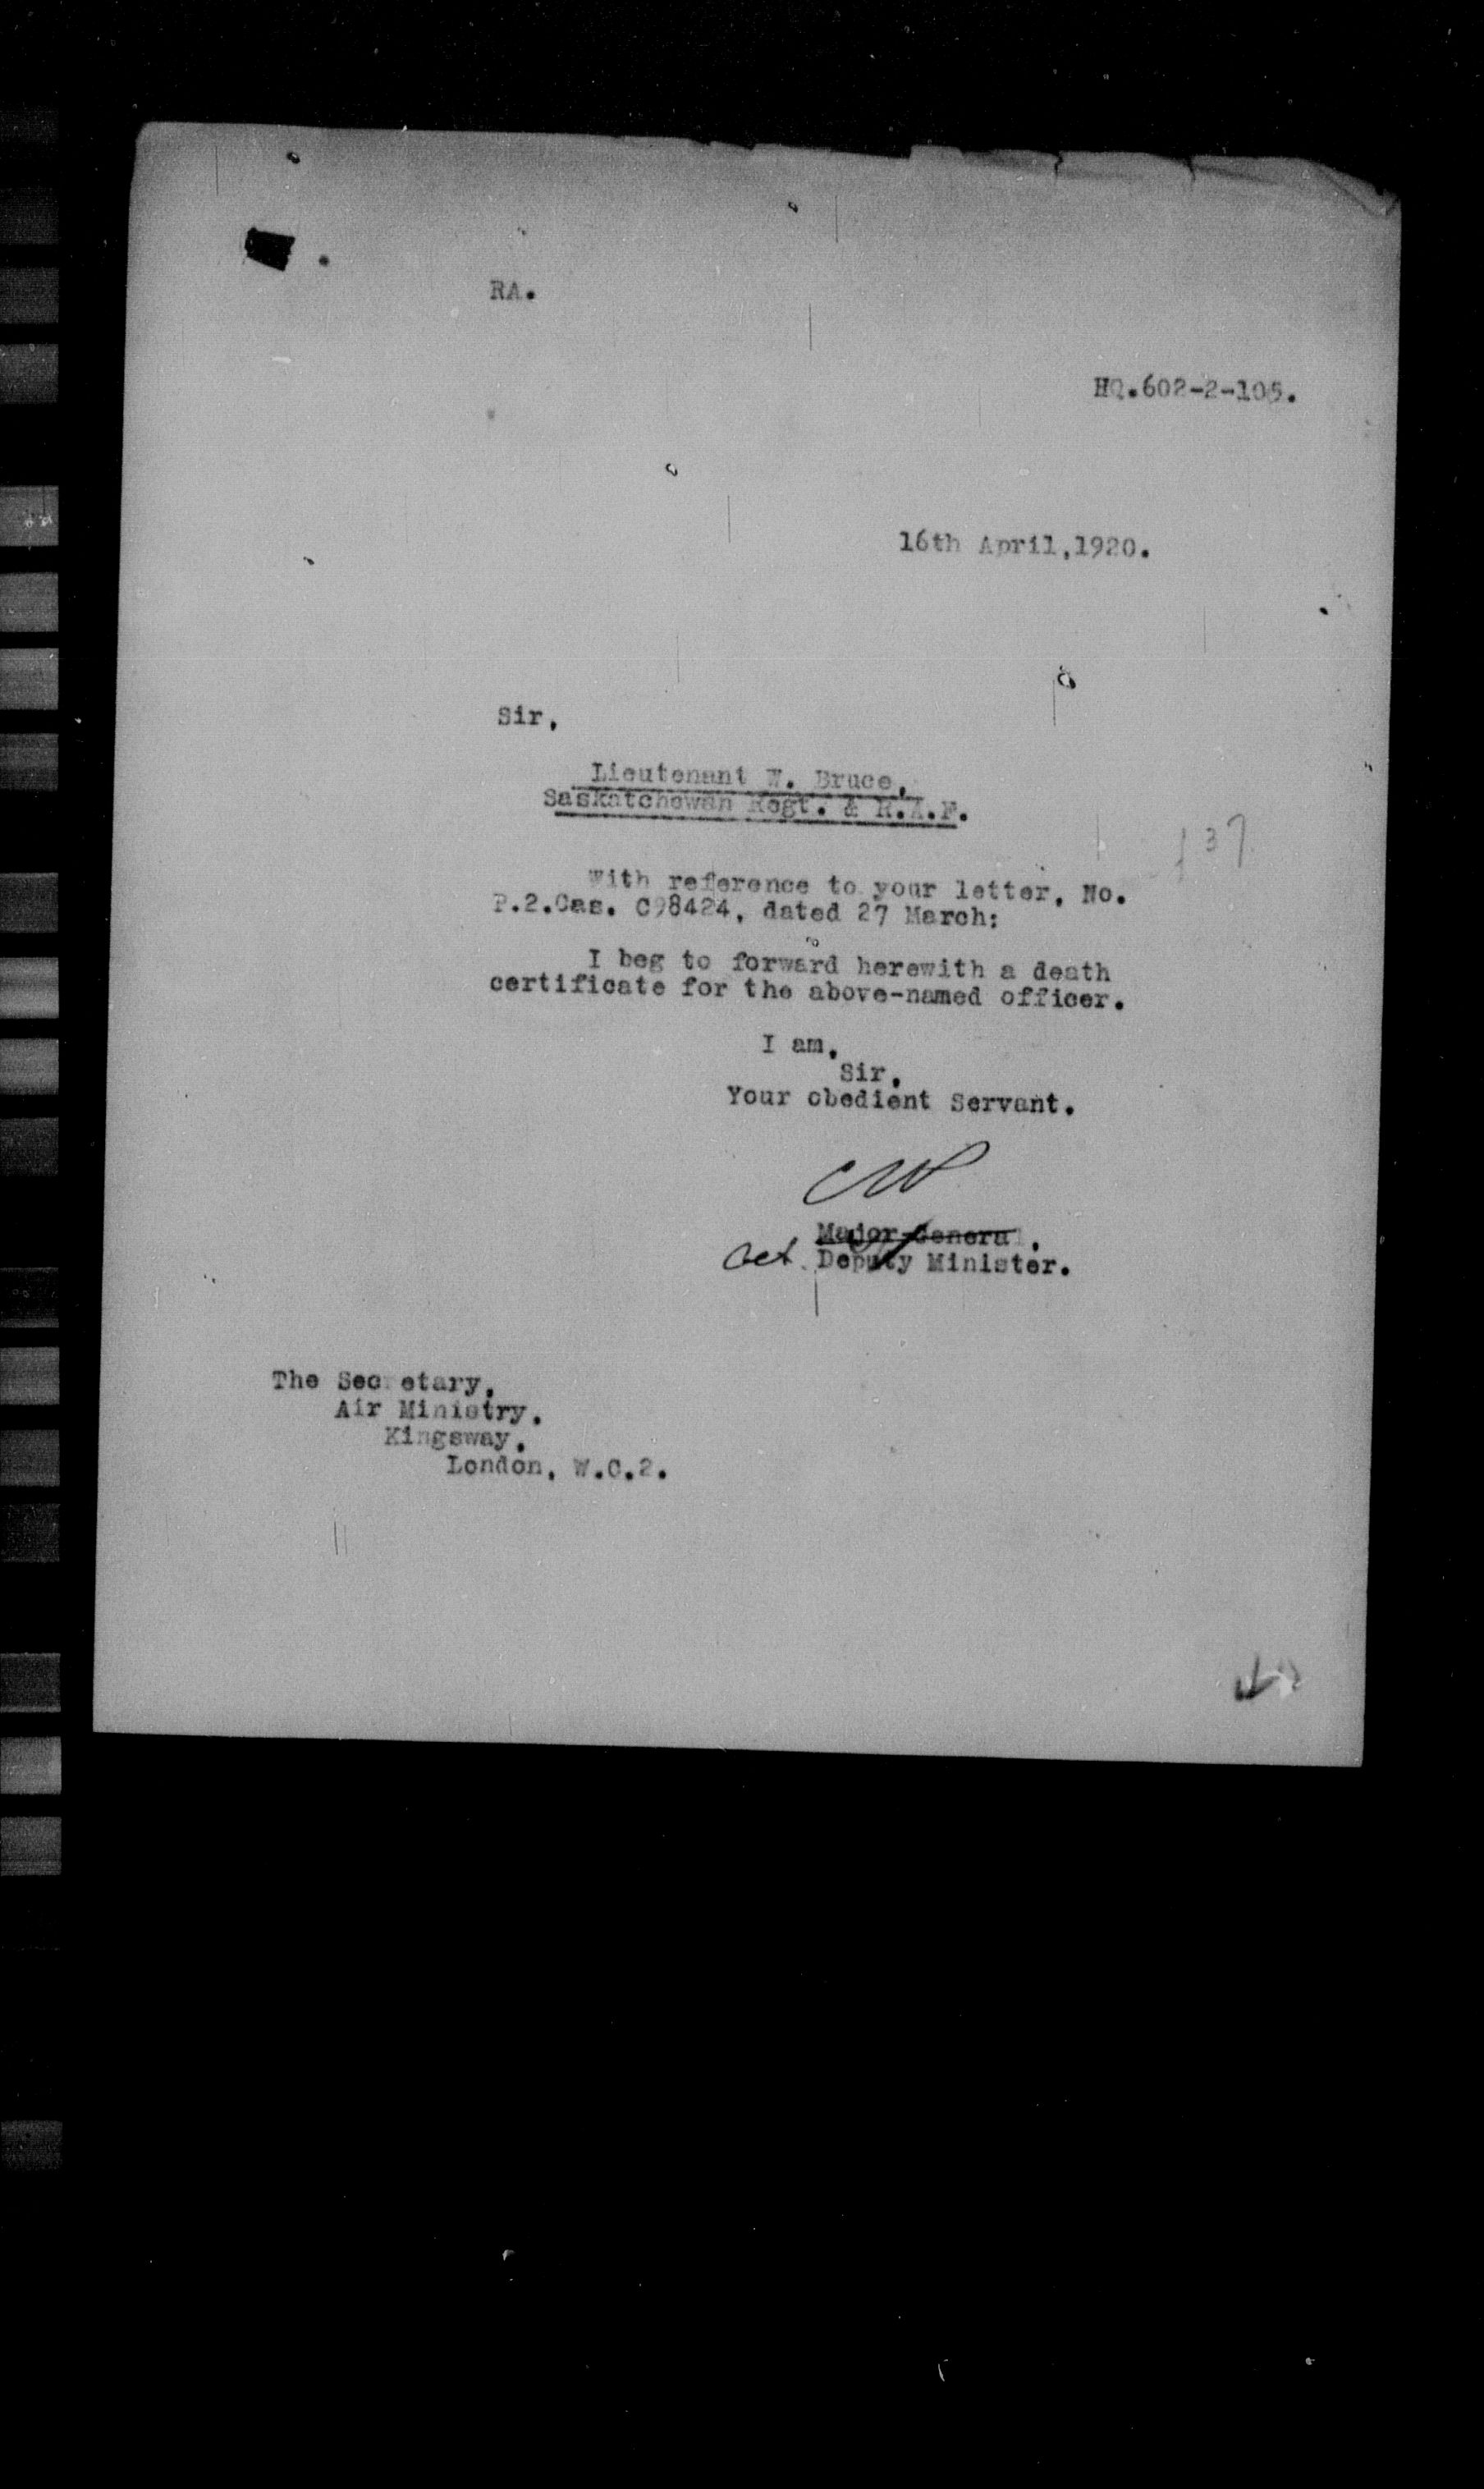 RA.
HQ.602-2-105.
16th April,1920.
Sir,
Lieutenant W. Bruce,
Saskatchewan Regt. & R.A.F.
137
With reference to your letter, No.
P.2.Cas. C98424, dated 27 March:
I beg to forward herewith a death
certificate for the above-named officer.
I am,
Sir,
Your obedient Servant.
Major-General.
Act. Deputy Minister.
The Secretary,
Air Ministry,
Kingsway,
London, W.C.2.